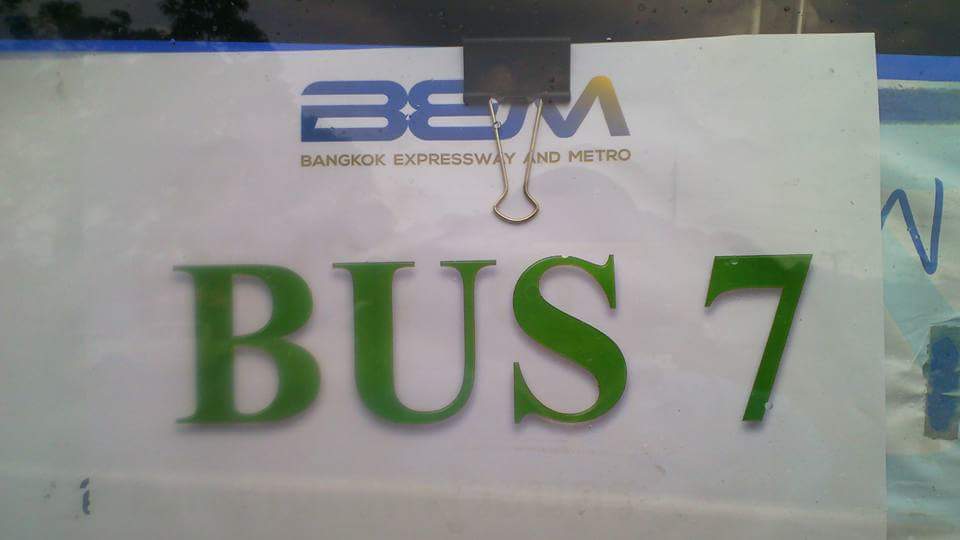 BEM
BANGKOK EXPRESSWAY AND METRO
BUS 7
N
i